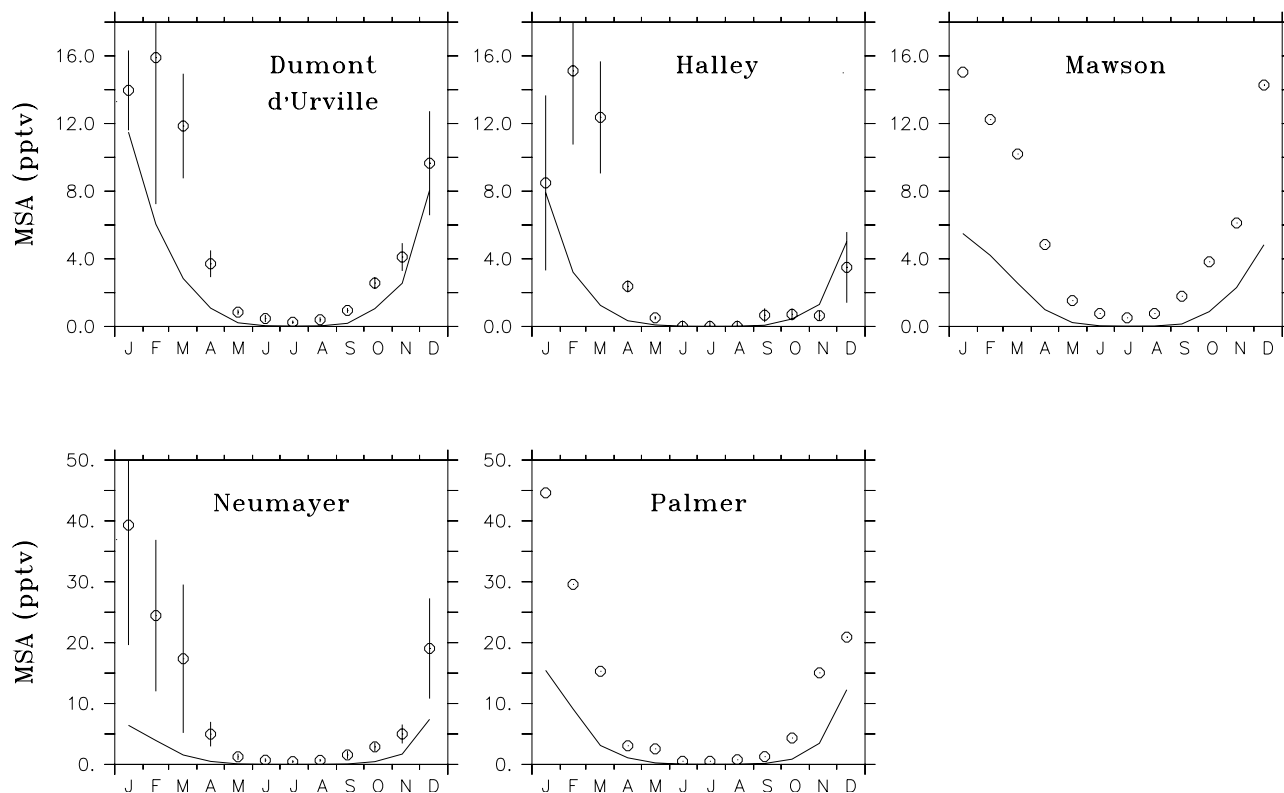 MSA (pptv)
16.0
12.0
8.0
4.0
0.0
Dumont
d'Urville
J F M A M J J A S O N D
16.0
12.0
8.0
4.0
0.0
Halley
J F M A M J J A S O N D
16.0
12.0
8.0
4.0
0.0
Mawson
J F M A M J J A S O N D
MSA (pptv)
50.
40.
30.
20.
10.
0.
Neumayer
J F M A M J J A S O N D
50.
40.
30.
20.
10.
0.
Palmer
J F M A M J J A S O N D